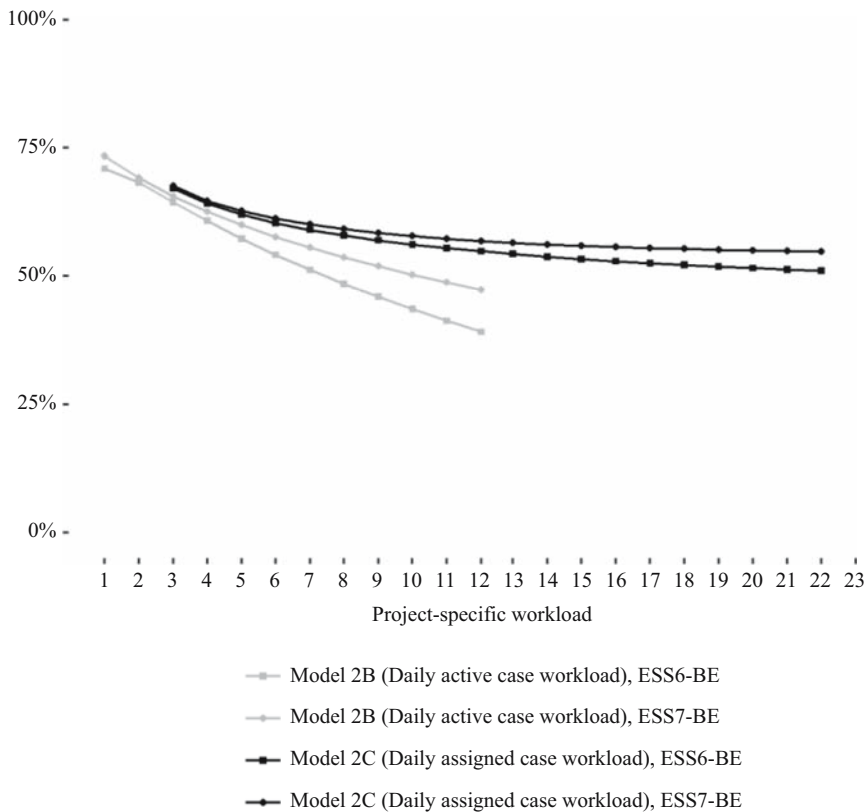 100%
75%
50%
25%
0%
1 2 3 4 5 6 7 8 9 10 11 12 13 14 15 16 17 18 19 20 21 22 23
Project-specific workload
Model 2B (Daily active case workload), ESS6-BE
Model 2B (Daily active case workload), ESS7-BE
Model 2C (Daily assigned case workload), ESS6-BE
Model 2C (Daily assigned case workload), ESS7-BE